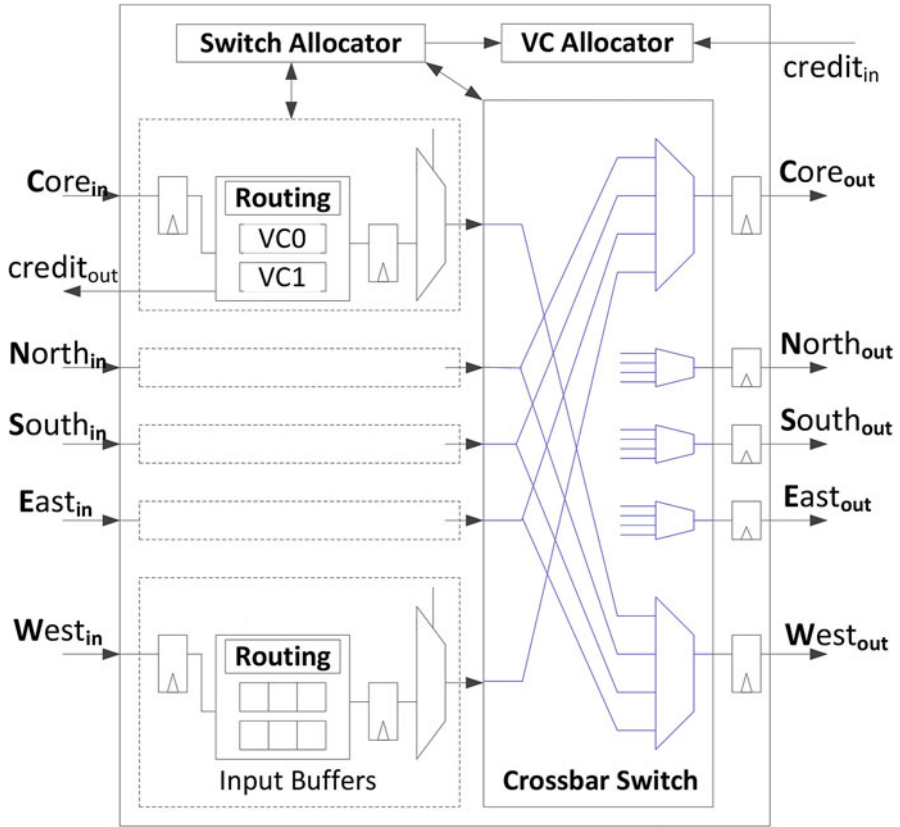 Switch Allocator
VC Allocator
credit_in
Core_in
Routing
VC0
VC1
credit_out
Core_out
North_in
North_out
South_in
South_out
East_in
East_out
West_in
Routing
West_out
Input Buffers
Crossbar Switch